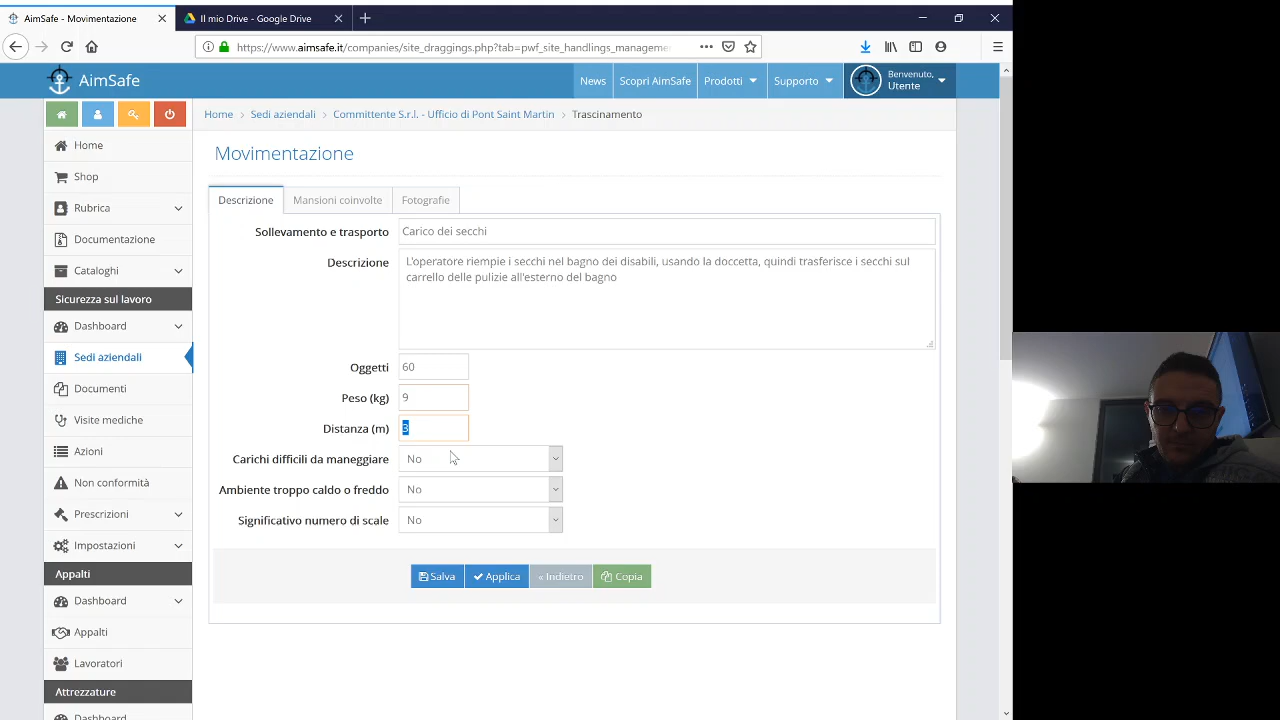 AimSafe - Movimentazione
Il mio Drive - Google Drive
https://www.aimsafe.it/companies/site_draggings.php?tab=pwf_site_handlings_manageme
AimSafe
News
Scopri AimSafe
Prodotti
Supporto
Benvenuto,
Utente
Home > Sedi aziendali > Committente S.r.l. - Ufficio di Pont Saint Martin > Trascinamento
Home
Shop
Rubrica
Documentazione
Cataloghi
Sicurezza sul lavoro
Dashboard
Sedi aziendali
Documenti
Visite mediche
Azioni
Non conformità
Prescrizioni
Impostazioni
Appalti
Dashboard
Appalti
Lavoratori
Attrezzature
Dashboard
Movimentazione
Descrizione
Mansioni coinvolte
Fotografie
Sollevamento e trasporto Carico dei secchi
Descrizione L'operatore riempie i secchi nel bagno dei disabili, usando la doccetta, quindi trasferisce i secchi sul
carrello delle pulizie all'esterno del bagno
Oggetti 60
Peso (kg) 9
Distanza (m) 3
Carichi difficili da maneggiare No
Ambiente troppo caldo o freddo No
Significativo numero di scale No
Salva
Applica
« Indietro
Copia